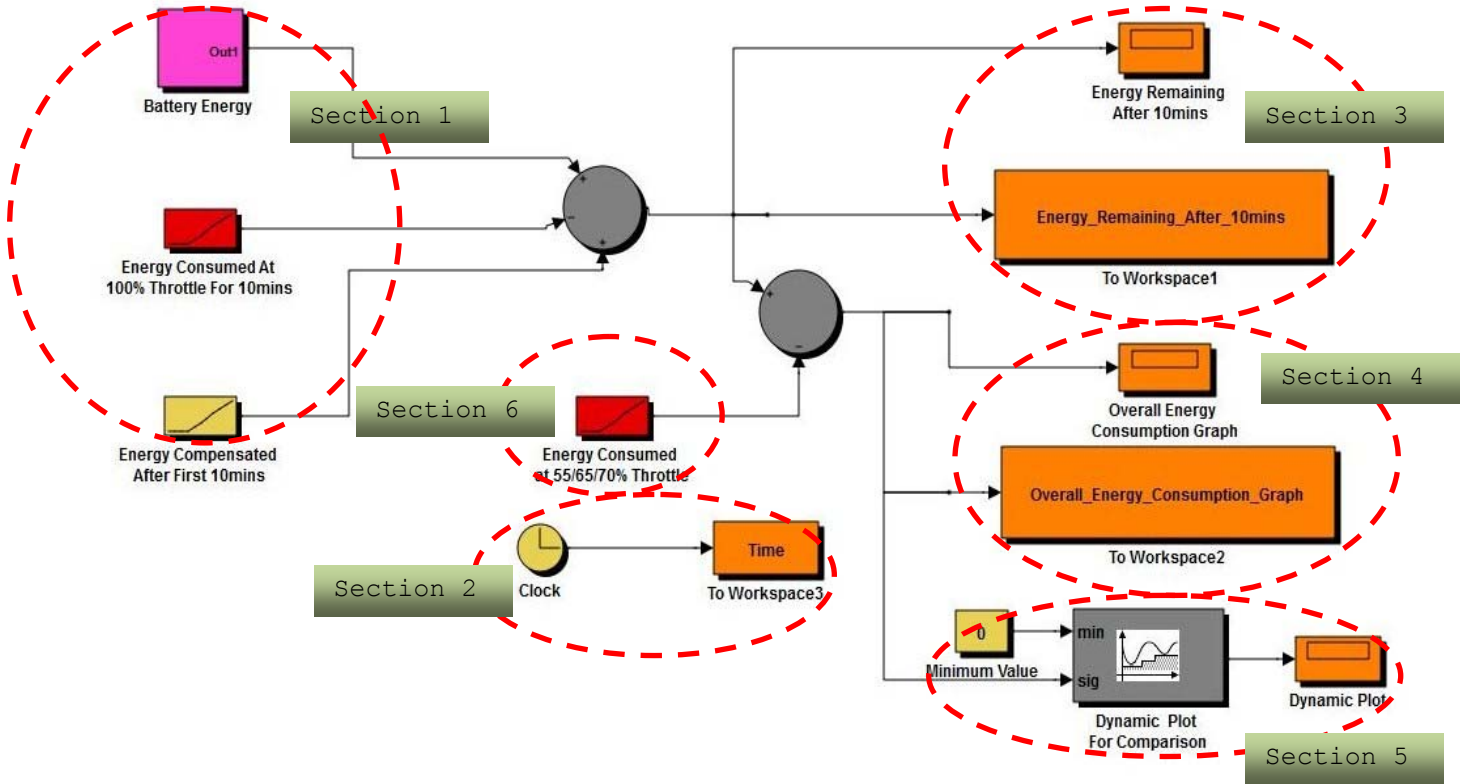 Out1
Battery Energy
Section 1
Energy Consumed At
100% Throttle For 10mins
Energy Compensated
After First 10mins
+
-
+
Section 6
Energy Consumed
at 55/65/70% Throttle
+
-
Section 2
Clock
Time
To Workspace3
Energy Remaining
After 10mins
Section 3
Energy_Remaining_After_10mins
To Workspace1
Overall Energy
Consumption Graph
Section 4
Overall_Energy_Consumption_Graph
To Workspace2
0
Minimum Value
min
sig
Dynamic Plot
For Comparison
Dynamic Plot
Section 5